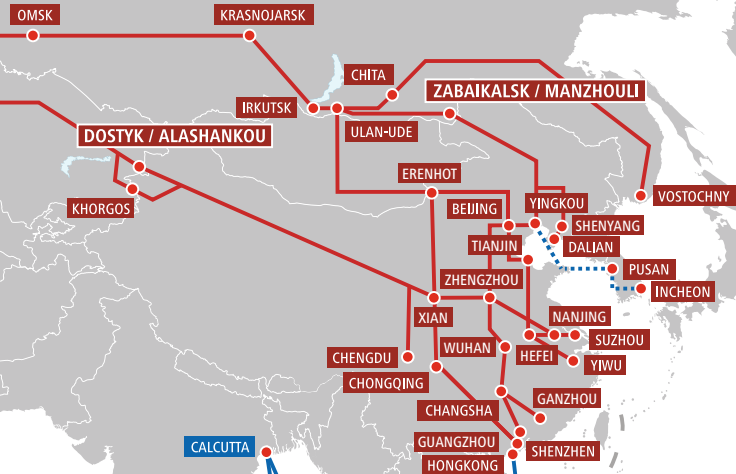 OMSK
KRASNOJARSK
CHITA
ZABAIKALSK / MANZHOULI
IRKUTSK
ULAN-UDE
DOSTYK / ALASHANKOU
ERENHOT
KHORGOS
BEIJING
YINGKOU
VOSTOCHNY
SHENYANG
TIANJIN
DALIAN
PUSAN
ZHENGZHOU
INCHEON
XIAN
NANJING
SUZHOU
WUHAN
HEFEI
CHENGDU
YIWU
CHONGQING
GANZHOU
CHANGSHA
GUANGZHOU
SHENZHEN
CALCUTTA
HONGKONG